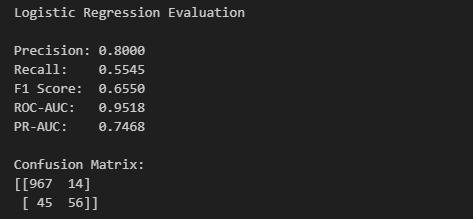 Logistic Regression Evaluation
Precision: 0.8000
Recall: 0.5545
F1 Score: 0.6550
ROC-AUC: 0.9518
PR-AUC: 0.7468
Confusion Matrix:
[[967 14]
[ 45 56]]